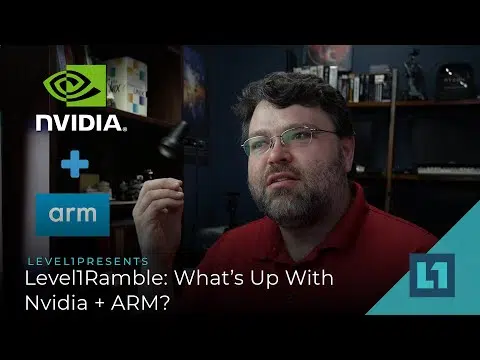 NVIDIA.
+
arm
LEVEL1PRESENTS
Level1Ramble: What's Up With
Nvidia + ARM?
L1